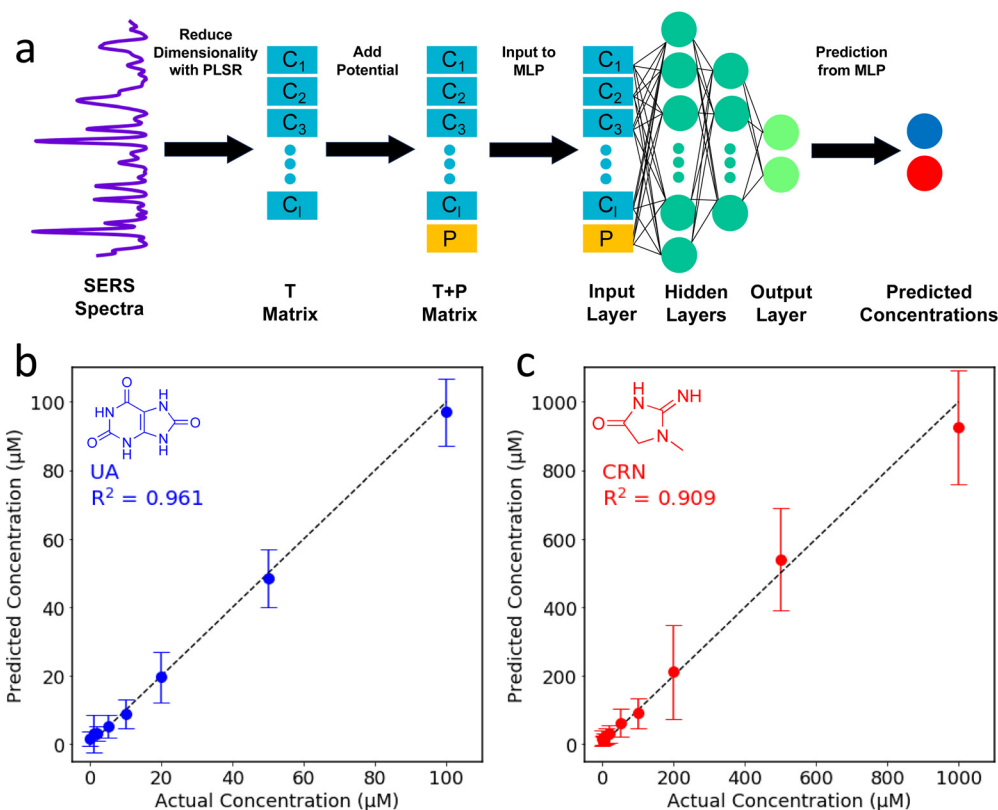 a
Reduce
Dimensionality
with PLSR
Add
Potential
Input to
MLP
Prediction
from MLP
C₁
C₂
C₃
Cₗ
C₁
C₂
C₃
Cₗ
P
C₁
C₂
C₃
Cₗ
P
SERS
Spectra
T
Matrix
T+P
Matrix
Input
Layer
Hidden
Layers
Output
Layer
Predicted
Concentrations
b
Predicted Concentration (μM)
100
80
60
40
20
0
O
HN
O
N
H
H
N
N
H
O
UA
R² = 0.961
0
20
40
60
80
100
Actual Concentration (μM)
c
Predicted Concentration (μM)
1000
800
600
400
200
0
H
N
NH
O
N
CRN
R² = 0.909
0
200
400
600
800
1000
Actual Concentration (μM)